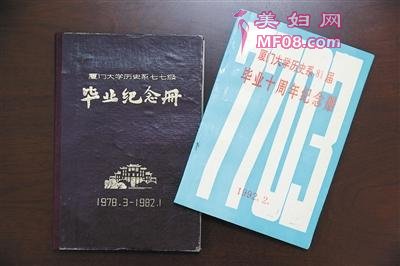 厦门大学历史系七七级
毕业纪念册
1978.3-1982.1
7703
厦门大学历史系81届
毕业十周年纪念册
1992.2.
美妇网
MF08.com